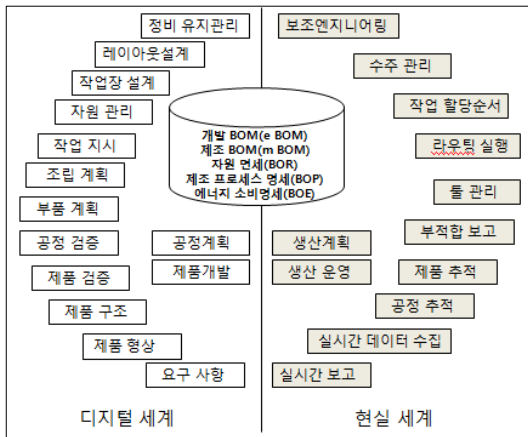 정비 유지관리
레이아웃설계
작업장 설계
자원 관리
작업 지시
조립 계획
부품 계획
공정 검증
제품 검증
제품 구조
제품 형상
요구 사항
공정계획
제품개발
개발 BOM(e BOM)
제조 BOM(m BOM)
자원 명세(BOR)
제조 프로세스 명세(BOP)
에너지 소비명세(BOE)
보조엔지니어링
수주 관리
작업 할당순서
라우팅 실행
툴 관리
부적합 보고
제품 추적
공정 추적
실시간 데이터 수집
실시간 보고
생산계획
생산 운영
디지털 세계
현실 세계